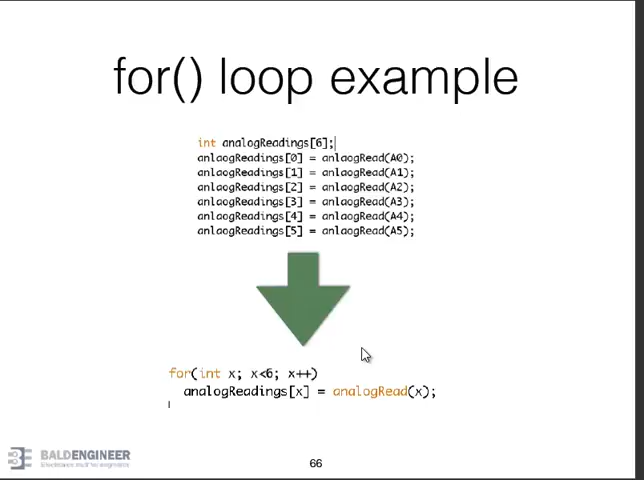 for() loop example
int analogReadings[6];
anlaogReadings[0] = anlaogRead(A0);
anlaogReadings[1] = anlaogRead(A1);
anlaogReadings[2] = anlaogRead(A2);
anlaogReadings[3] = anlaogRead(A3);
anlaogReadings[4] = anlaogRead(A4);
anlaogReadings[5] = anlaogRead(A5);
for(int x; x<6; x++)
analogReadings[x] = analogRead(x);
BALDENGINEER
66